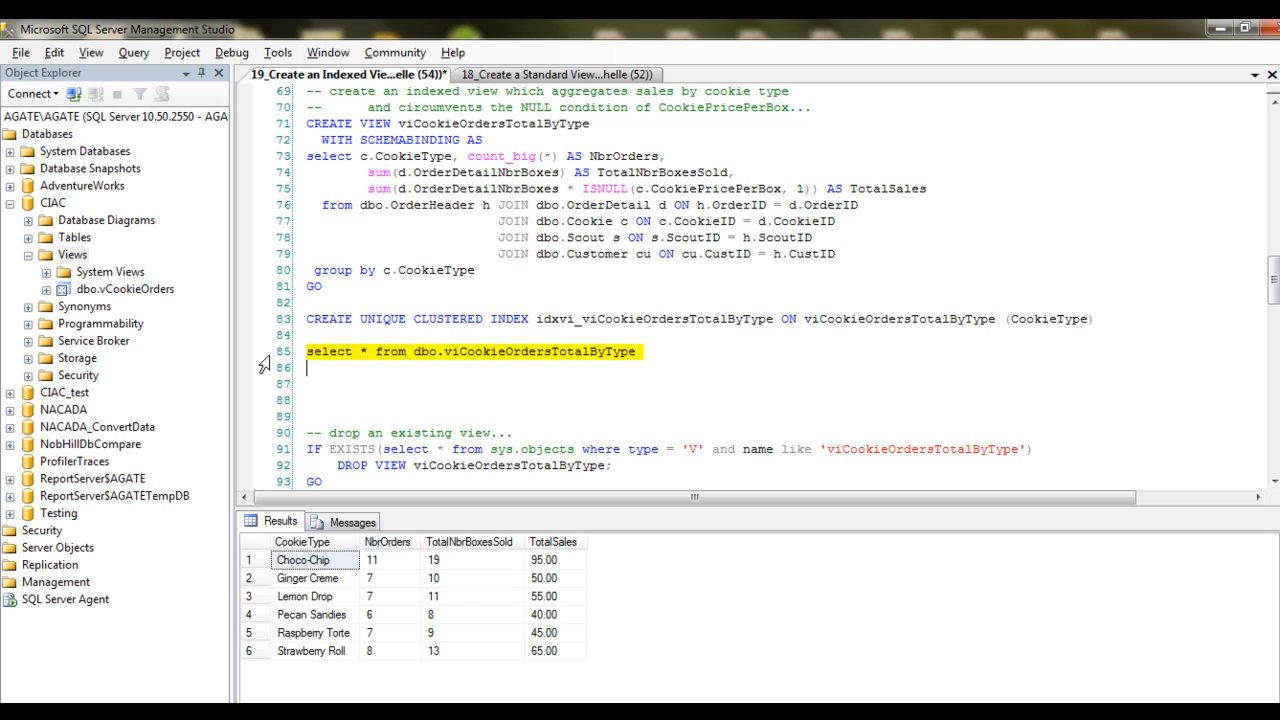 Microsoft SQL Server Management Studio
File Edit View Query Project Debug Tools Window Community Help
Object Explorer
Connect
AGATE\AGATE (SQL Server 10.50.2550 - AGA
Databases
System Databases
Database Snapshots
AdventureWorks
CIAC
Database Diagrams
Tables
Views
System Views
dbo.vCookieOrders
Synonyms
Programmability
Service Broker
Storage
Security
CIAC_test
NACADA
NACADA_ConvertData
NobHillDbCompare
ProfilerTraces
ReportServer$AGATE
ReportServer$AGATETempDB
Testing
Security
Server Objects
Replication
Management
SQL Server Agent
19_Create an Indexed Vie...elle (54))* 18_Create a Standard View...helle (52))
69 -- create an indexed view which aggregates sales by cookie type
70 -- and circumvents the NULL condition of CookiePricePerBox...
71 CREATE VIEW viCookieOrdersTotalByType
72 WITH SCHEMABINDING AS
73 select c.CookieType, count_big(*) AS NbrOrders,
74 sum(d.OrderDetailNbrBoxes) AS TotalNbrBoxesSold,
75 sum(d.OrderDetailNbrBoxes * ISNULL(c.CookiePricePerBox, 1)) AS TotalSales
76 from dbo.OrderHeader h JOIN dbo.OrderDetail d ON h.OrderID = d.OrderID
77 JOIN dbo.Cookie c ON c.CookieID = d.CookieID
78 JOIN dbo.Scout s ON s.ScoutID = h.ScoutID
79 JOIN dbo.Customer cu ON cu.CustID = h.CustID
80 group by c.CookieType
81 GO
82
83 CREATE UNIQUE CLUSTERED INDEX idxvi_viCookieOrdersTotalByType ON viCookieOrdersTotalByType (CookieType)
84
85 select * from dbo.viCookieOrdersTotalByType
86
87
88
89
90 -- drop an existing view...
91 IF EXISTS(select * from sys.objects where type = 'V' and name like 'viCookieOrdersTotalByType')
92 DROP VIEW viCookieOrdersTotalByType;
93 GO
Results Messages
CookieType NbrOrders TotalNbrBoxesSold TotalSales
1 Choco-Chip 11 19 95.00
2 Ginger Creme 7 10 50.00
3 Lemon Drop 7 11 55.00
4 Pecan Sandies 6 8 40.00
5 Raspberry Torte 7 9 45.00
6 Strawberry Roll 8 13 65.00